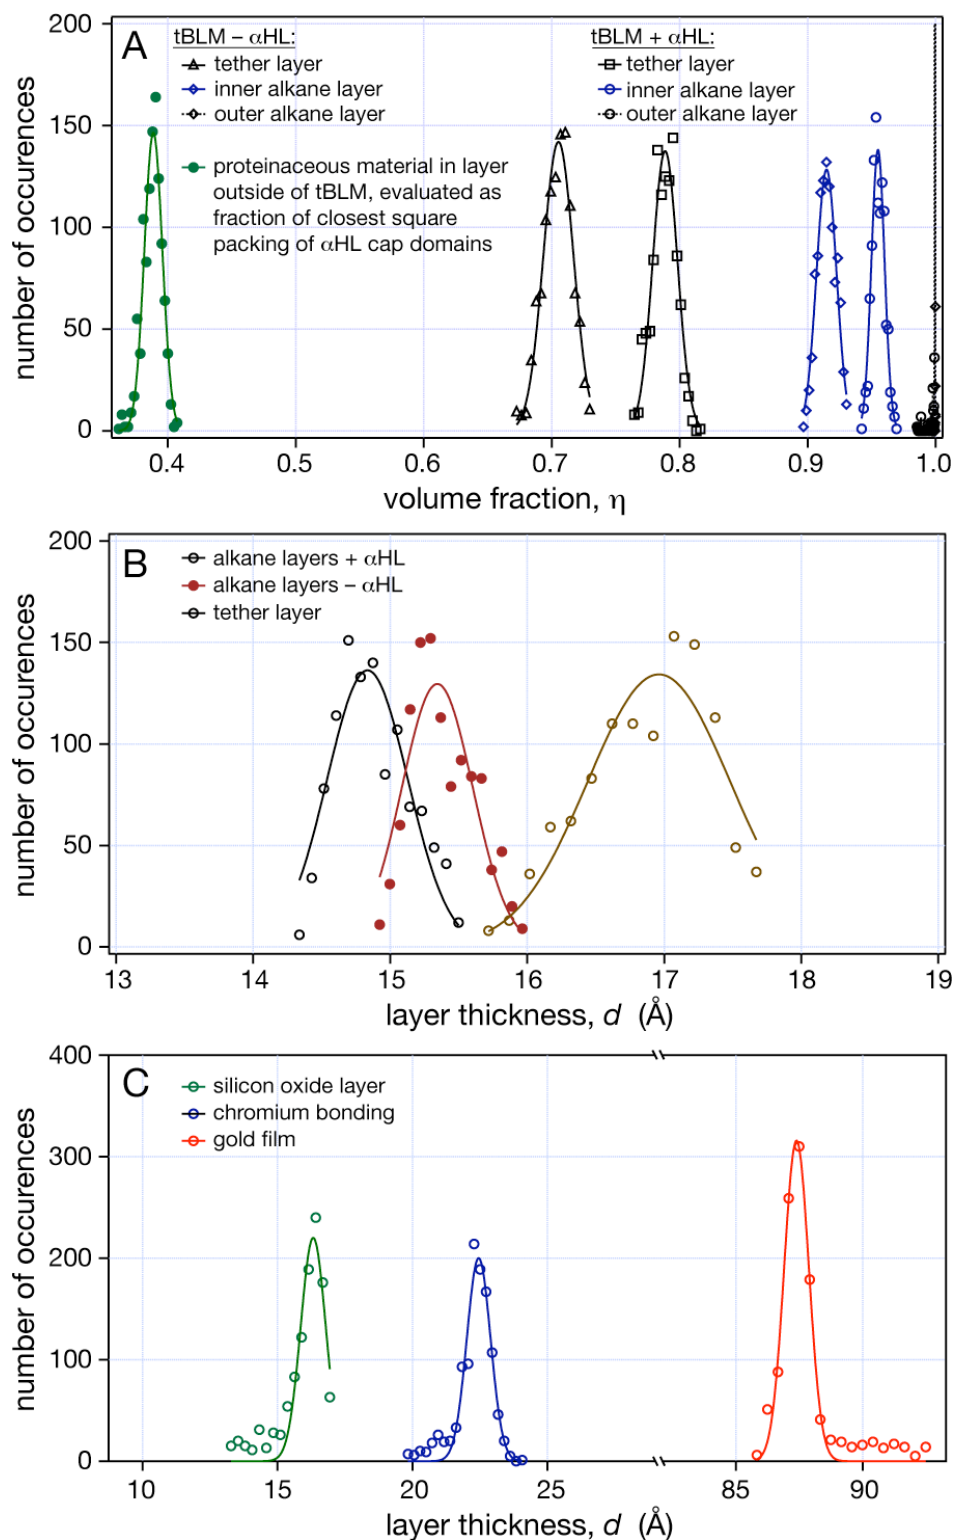 A
tBLM – αHL:
tether layer
inner alkane layer
outer alkane layer
proteinaceous material in layer
outside of tBLM, evaluated as
fraction of closest square
packing of αHL cap domains
tBLM + αHL:
tether layer
inner alkane layer
outer alkane layer
number of occurences
200
150
100
50
0
0.4 0.5 0.6 0.7 0.8 0.9 1.0
volume fraction, η
B
alkane layers + αHL
alkane layers – αHL
tether layer
number of occurences
200
150
100
50
0
13 14 15 16 17 18 19
layer thickness, d (Å)
C
silicon oxide layer
chromium bonding
gold film
number of occurences
400
300
200
100
0
10 15 20 25 85 90
layer thickness, d (Å)